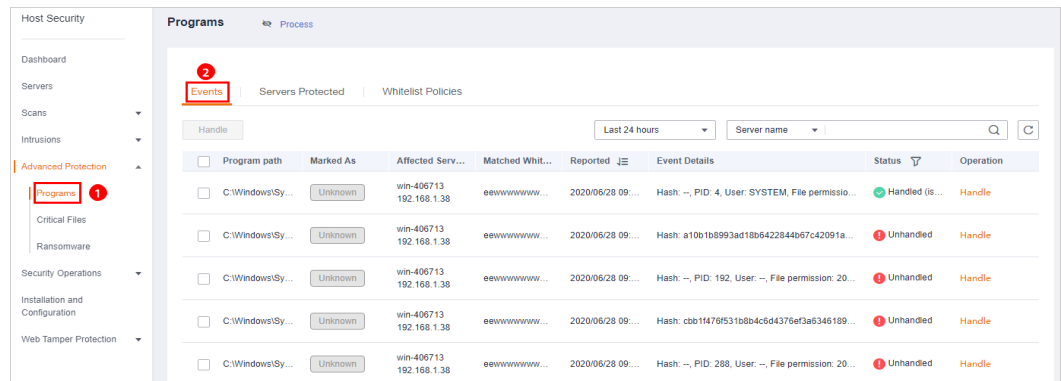 Host Security
Programs
Process
Dashboard
Servers
Scans
Intrusions
Advanced Protection
Programs
1
Critical Files
Ransomware
Security Operations
Installation and
Configuration
Web Tamper Protection
2
Events
Servers Protected
Whitelist Policies
Handle
Last 24 hours
Server name
Program path Marked As Affected Serv... Matched Whit... Reported Event Details Status Operation
C:\Windows\Sy... Unknown win-406713 eewwwwwww... 2020/06/28 09:... Hash: --, PID: 4, User: SYSTEM, File permissio... Handled (is... Handle
192.168.1.38
C:\Windows\Sy... Unknown win-406713 eewwwwwww... 2020/06/28 09:... Hash: a10b1b8993ad18b6422844b67c42091a... Unhandled Handle
192.168.1.38
C:\Windows\Sy... Unknown win-406713 eewwwwwww... 2020/06/28 09:... Hash: --, PID: 192, User: --, File permission: 20... Unhandled Handle
192.168.1.38
C:\Windows\Sy... Unknown win-406713 eewwwwwww... 2020/06/28 09:... Hash: cbb1f476f531b8b4c6d4376ef3a6346189... Unhandled Handle
192.168.1.38
C:\Windows\Sy... Unknown win-406713 eewwwwwww... 2020/06/28 09:... Hash: --, PID: 288, User: --, File permission: 20... Unhandled Handle
192.168.1.38